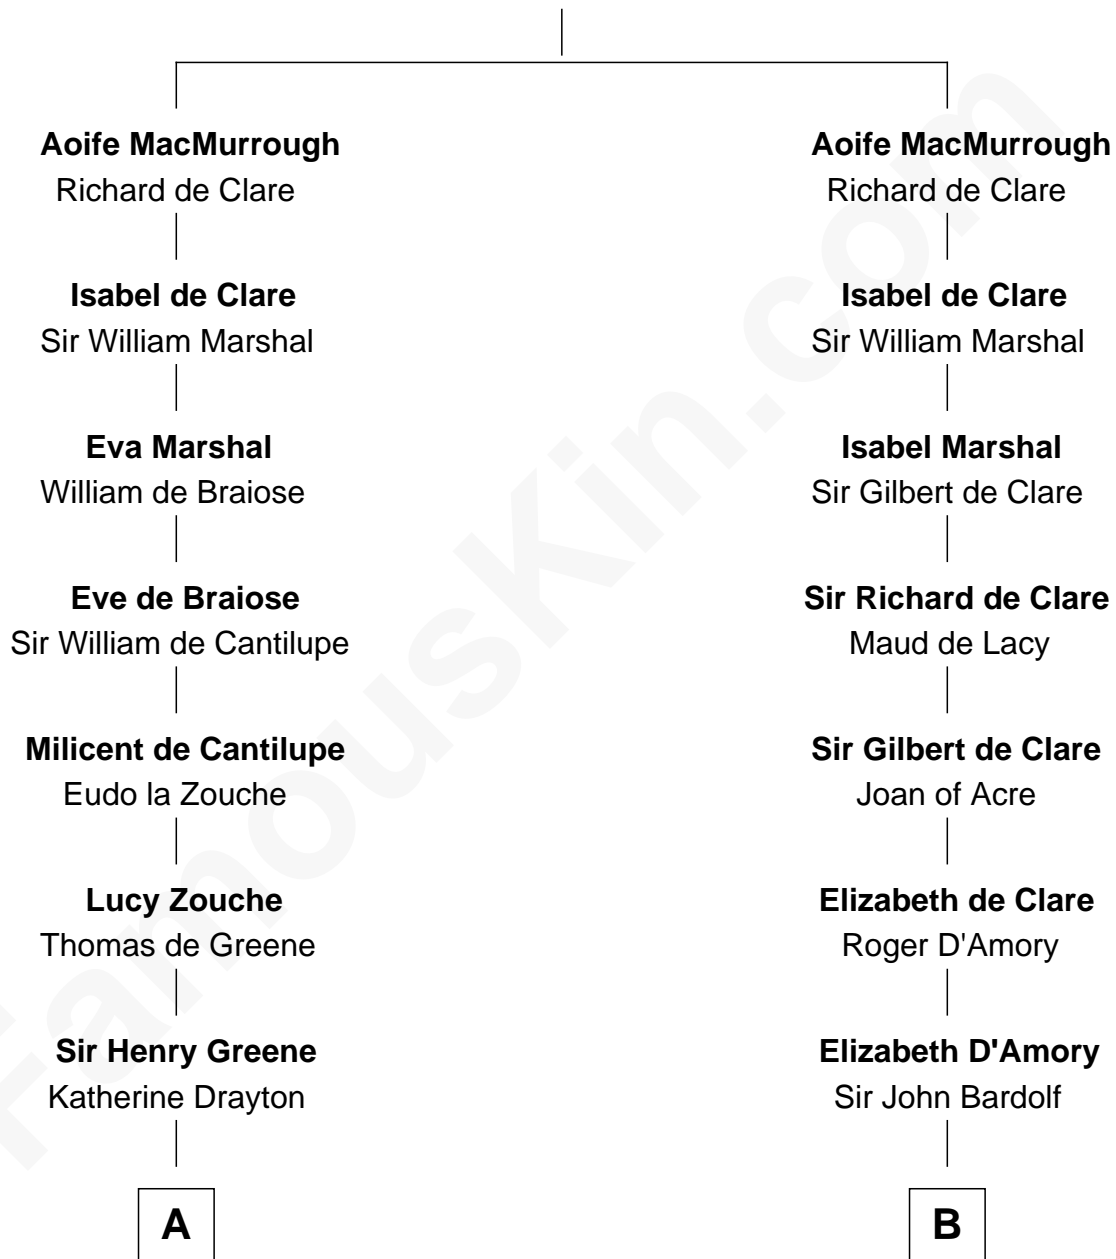 Aoife MacMurrough
Richard de Clare
Isabel de Clare
Sir William Marshal
Eva Marshal
William de Braiose
Eve de Braiose
Sir William de Cantilupe
Milicent de Cantilupe
Eudo la Zouche
Lucy Zouche
Thomas de Greene
Sir Henry Greene
Katherine Drayton
A
Aoife MacMurrough
Richard de Clare
Isabel de Clare
Sir William Marshal
Isabel Marshal
Sir Gilbert de Clare
Sir Richard de Clare
Maud de Lacy
Sir Gilbert de Clare
Joan of Acre
Elizabeth de Clare
Roger D'Amory
Elizabeth D'Amory
Sir John Bardolf
B
FamousKin.com